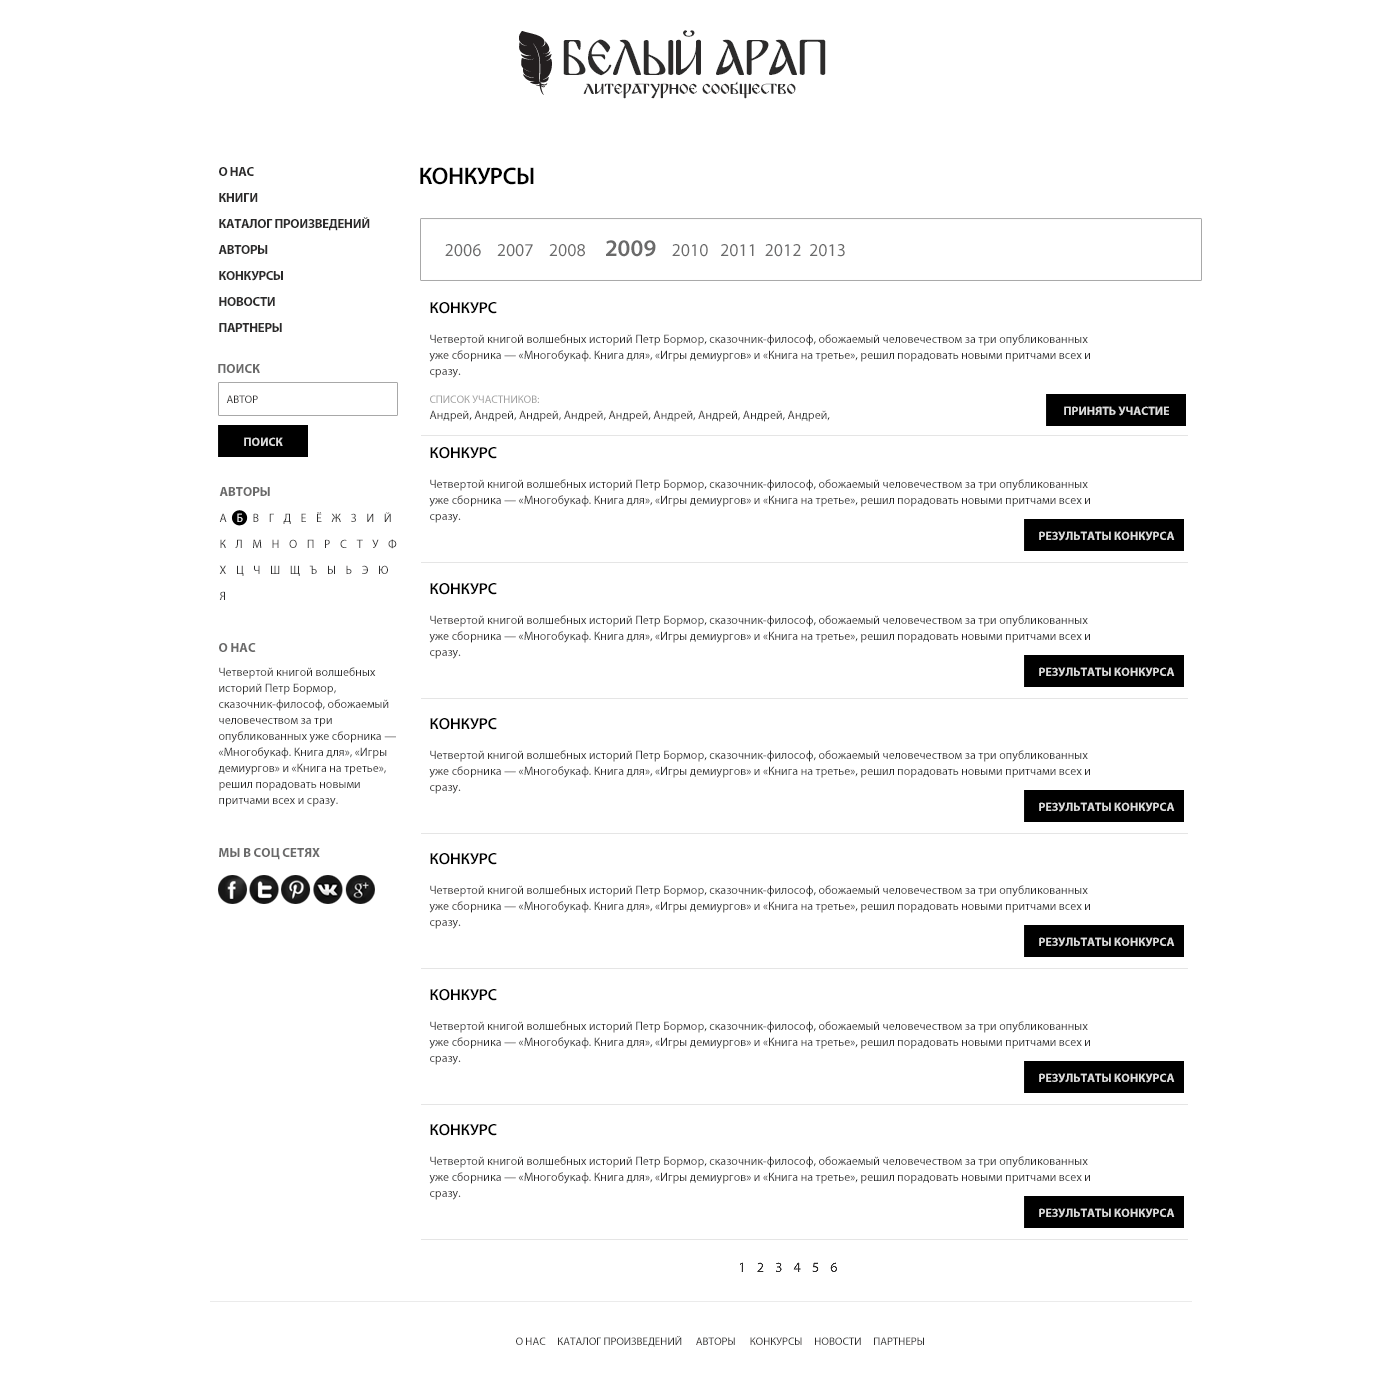 БЕЛЫЙ АРАП
литературное сообщество
О НАС
КНИГИ
КАТАЛОГ ПРОИЗВЕДЕНИЙ
АВТОРЫ
КОНКУРСЫ
НОВОСТИ
ПАРТНЕРЫ
ПОИСК
АВТОР
ПОИСК
АВТОРЫ
А Б В Г Д Е Ё Ж З И Й
К Л М Н О П Р С Т У Ф
Х Ц Ч Ш Щ Ъ Ы Ь Э Ю
Я
О НАС
Четвертой книгой волшебных
историй Петр Бормор,
сказочник-философ, обожаемый
человечеством за три
опубликованных уже сборника —
«Многобукаф. Книга для», «Игры
демиургов» и «Книга на третье»,
решил порадовать новыми
притчами всех и сразу.
МЫ В СОЦ СЕТЯХ
КОНКУРСЫ
2006 2007 2008 2009 2010 2011 2012 2013
КОНКУРС
Четвертой книгой волшебных историй Петр Бормор, сказочник-философ, обожаемый человечеством за три опубликованных
уже сборника — «Многобукаф. Книга для», «Игры демиургов» и «Книга на третье», решил порадовать новыми притчами всех и
сразу.
СПИСОК УЧАСТНИКОВ:
Андрей, Андрей, Андрей, Андрей, Андрей, Андрей, Андрей, Андрей, Андрей,
ПРИНЯТЬ УЧАСТИЕ
КОНКУРС
Четвертой книгой волшебных историй Петр Бормор, сказочник-философ, обожаемый человечеством за три опубликованных
уже сборника — «Многобукаф. Книга для», «Игры демиургов» и «Книга на третье», решил порадовать новыми притчами всех и
сразу.
РЕЗУЛЬТАТЫ КОНКУРСА
КОНКУРС
Четвертой книгой волшебных историй Петр Бормор, сказочник-философ, обожаемый человечеством за три опубликованных
уже сборника — «Многобукаф. Книга для», «Игры демиургов» и «Книга на третье», решил порадовать новыми притчами всех и
сразу.
РЕЗУЛЬТАТЫ КОНКУРСА
КОНКУРС
Четвертой книгой волшебных историй Петр Бормор, сказочник-философ, обожаемый человечеством за три опубликованных
уже сборника — «Многобукаф. Книга для», «Игры демиургов» и «Книга на третье», решил порадовать новыми притчами всех и
сразу.
РЕЗУЛЬТАТЫ КОНКУРСА
КОНКУРС
Четвертой книгой волшебных историй Петр Бормор, сказочник-философ, обожаемый человечеством за три опубликованных
уже сборника — «Многобукаф. Книга для», «Игры демиургов» и «Книга на третье», решил порадовать новыми притчами всех и
сразу.
РЕЗУЛЬТАТЫ КОНКУРСА
КОНКУРС
Четвертой книгой волшебных историй Петр Бормор, сказочник-философ, обожаемый человечеством за три опубликованных
уже сборника — «Многобукаф. Книга для», «Игры демиургов» и «Книга на третье», решил порадовать новыми притчами всех и
сразу.
РЕЗУЛЬТАТЫ КОНКУРСА
КОНКУРС
Четвертой книгой волшебных историй Петр Бормор, сказочник-философ, обожаемый человечеством за три опубликованных
уже сборника — «Многобукаф. Книга для», «Игры демиургов» и «Книга на третье», решил порадовать новыми притчами всех и
сразу.
РЕЗУЛЬТАТЫ КОНКУРСА
1 2 3 4 5 6
О НАС КАТАЛОГ ПРОИЗВЕДЕНИЙ АВТОРЫ КОНКУРСЫ НОВОСТИ ПАРТНЕРЫ